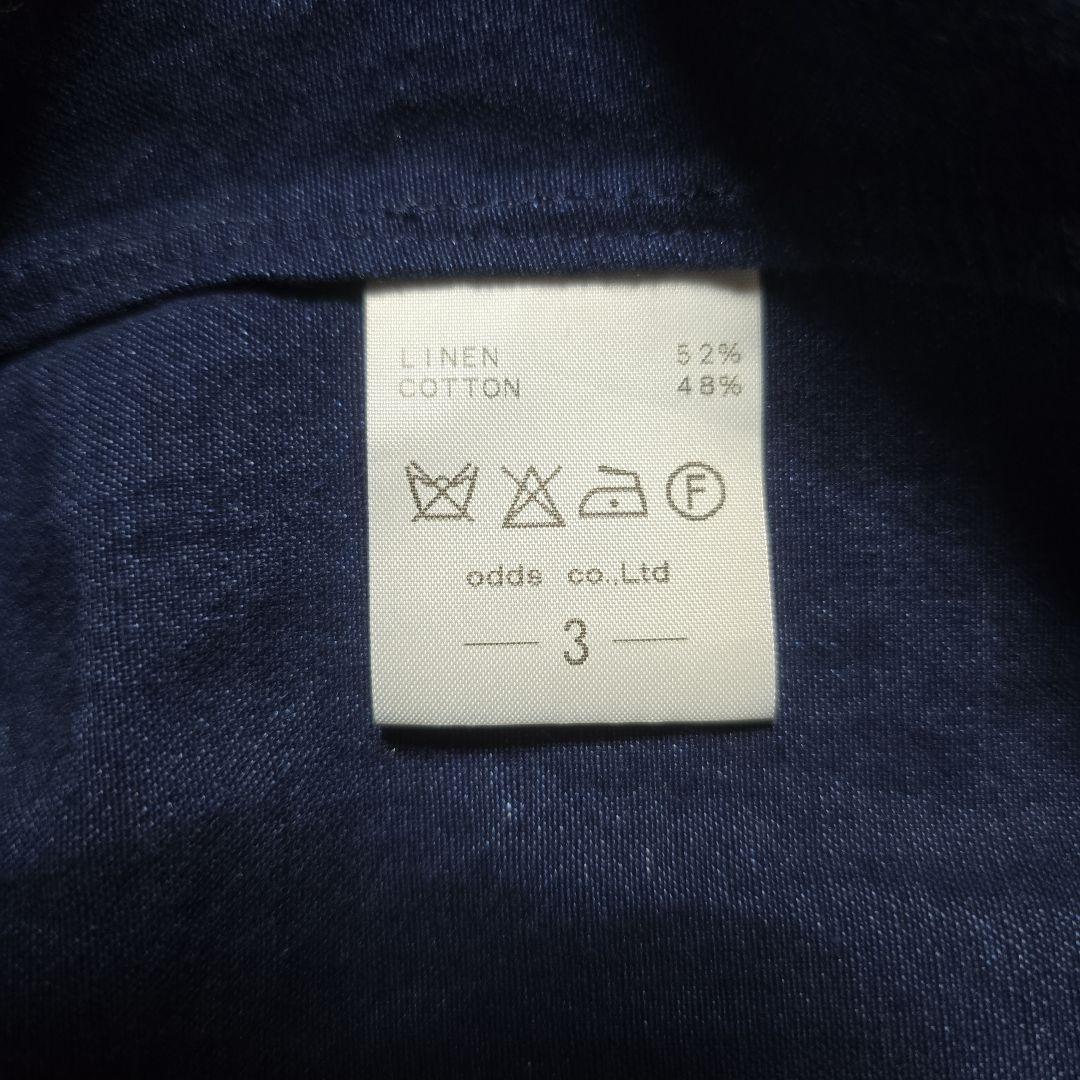 LINEN 52%
COTTON 48%
F
odds co.,Ltd
3